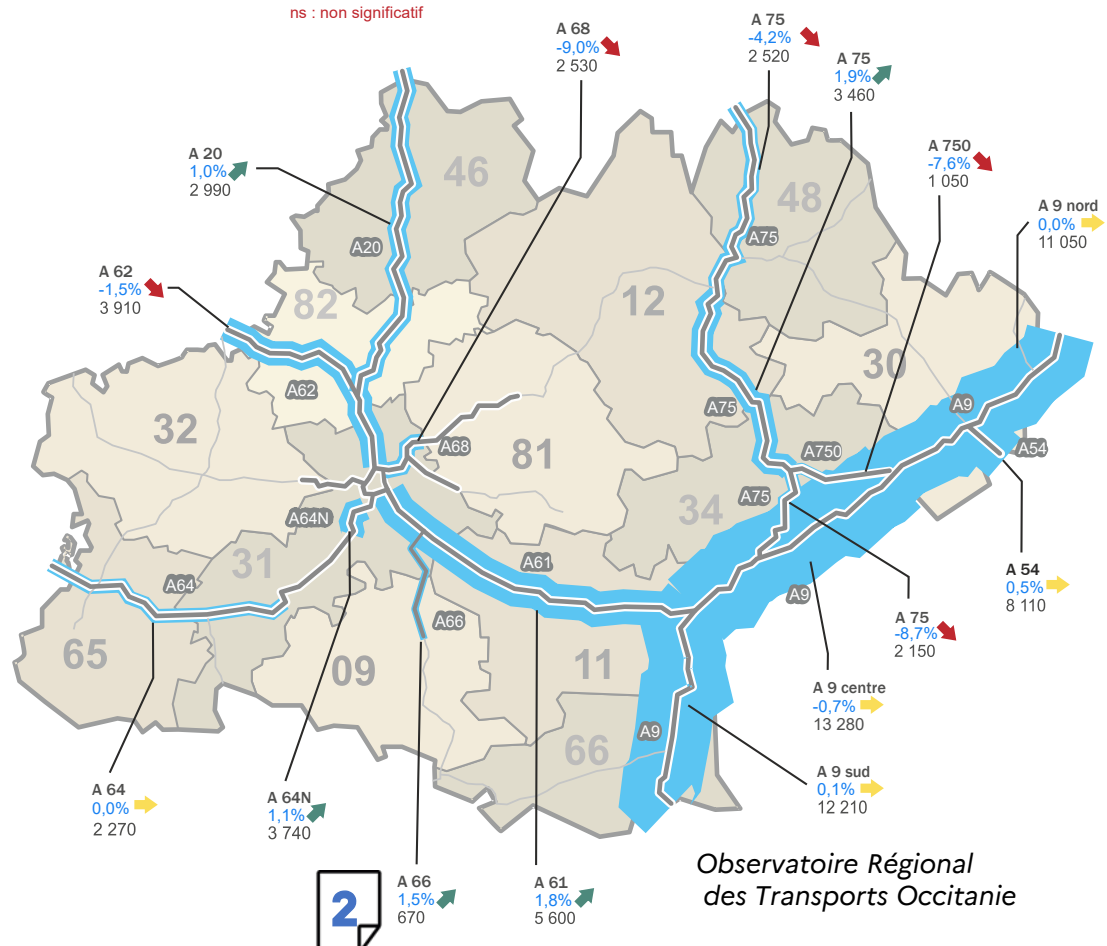 ns : non significatif
A 68
-9,0%
2 530
A 75
-4,2%
2 520
A 75
1,9%
3 460
A 20
1,0%
2 990
A 750
-7,6%
1 050
A 9 nord
0,0%
11 050
A 62
-1,5%
3 910
46
48
A20
A75
82
12
30
A62
A75
A9
32
A68
81
A750
A54
A75
34
A64N
A61
31
A64
A9
A 54
0,5%
8 110
A66
A 75
-8,7%
2 150
65
09
11
A 9 centre
-0,7%
13 280
66
A9
A 9 sud
0,1%
12 210
A 64
0,0%
2 270
A 64N
1,1%
3 740
A 66
1,5%
670
A 61
1,8%
5 600
2
Observatoire Régional
des Transports Occitanie